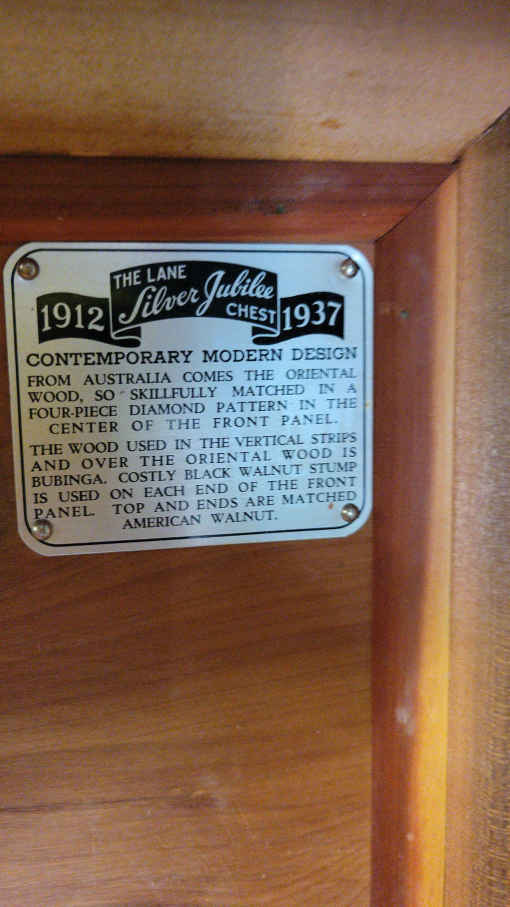 THE LANE
Silver Jubilee
1912 CHEST 1937
CONTEMPORARY MODERN DESIGN
FROM AUSTRALIA COMES THE ORIENTAL
WOOD, SO SKILLFULLY MATCHED IN A
FOUR-PIECE DIAMOND PATTERN IN THE
CENTER OF THE FRONT PANEL.
THE WOOD USED IN THE VERTICAL STRIPS
AND OVER THE ORIENTAL WOOD IS
BUBINGA. COSTLY BLACK WALNUT STUMP
IS USED ON EACH END OF THE FRONT
PANEL. TOP AND ENDS ARE MATCHED
AMERICAN WALNUT.